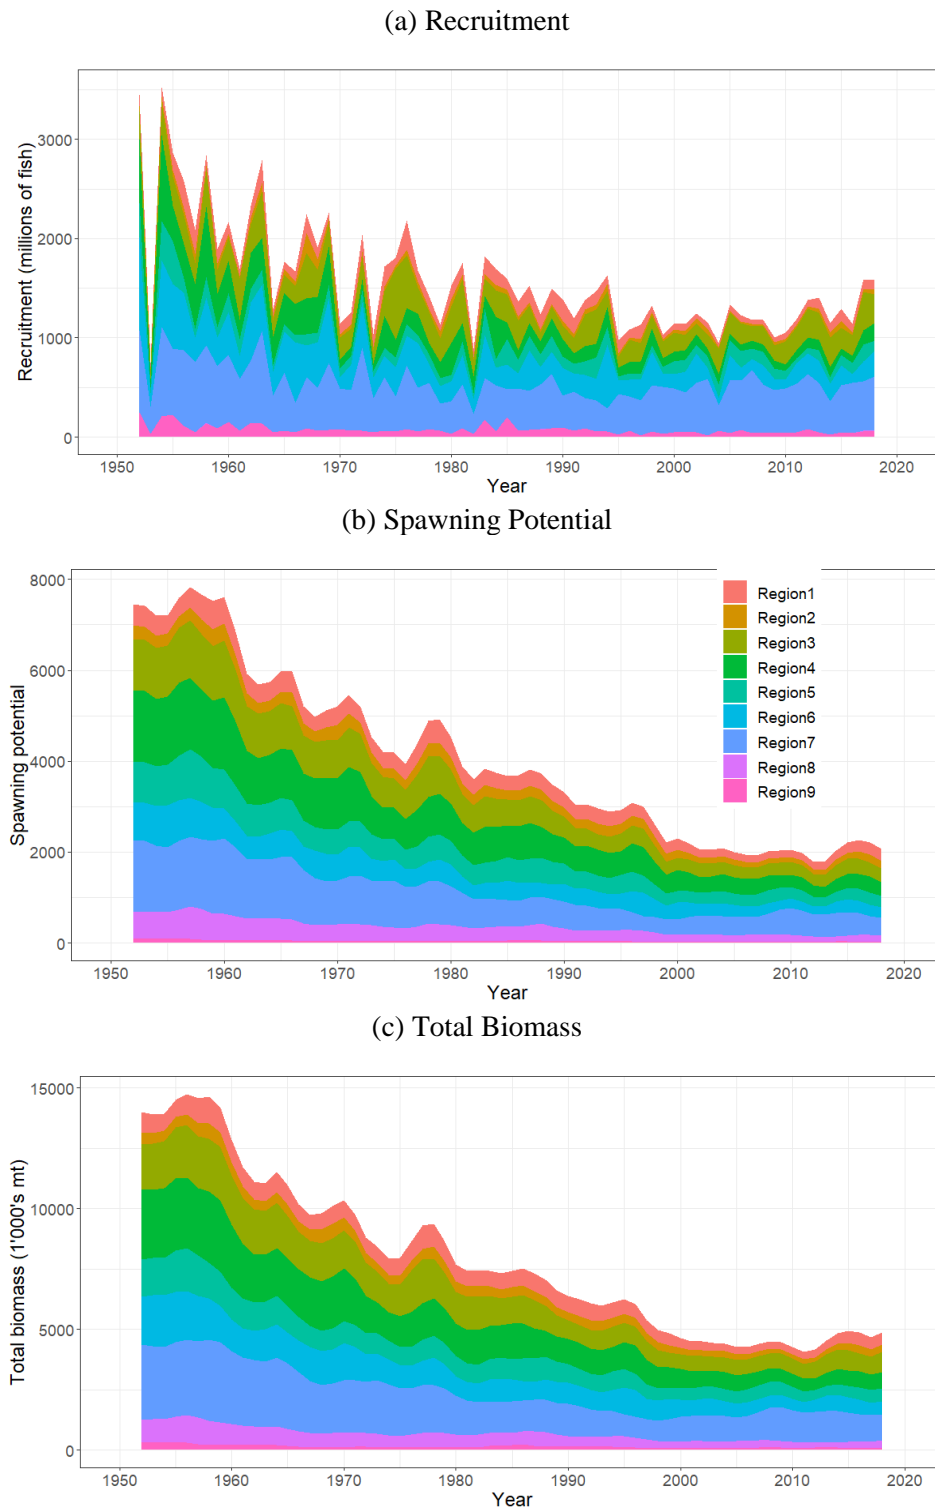 (a) Recruitment
Recruitment (millions of fish)
3000
2000
1000
0
1950 1960 1970 1980 1990 2000 2010 2020
Year
(b) Spawning Potential
Spawning potential
8000
6000
4000
2000
0
Region1
Region2
Region3
Region4
Region5
Region6
Region7
Region8
Region9
1950 1960 1970 1980 1990 2000 2010 2020
Year
(c) Total Biomass
Total biomass (1'000's mt)
15000
10000
5000
0
1950 1960 1970 1980 1990 2000 2010 2020
Year